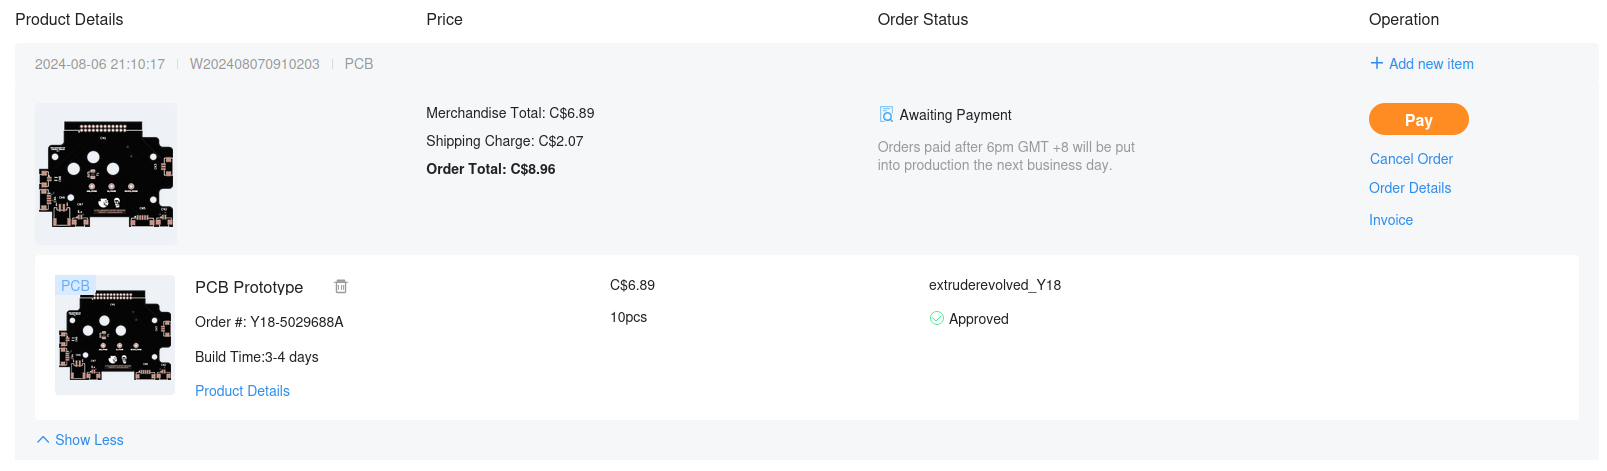 Product Details Price Order Status Operation
2024-08-06 21:10:17 W202408070910203 PCB
Add new item
Merchandise Total: C$6.89
Shipping Charge: C$2.07
Order Total: C$8.96
Awaiting Payment
Orders paid after 6pm GMT +8 will be put
into production the next business day.
Pay
Cancel Order
Order Details
Invoice
PCB
PCB Prototype
Order #: Y18-5029688A
Build Time:3-4 days
Product Details
C$6.89
10pcs
extruderevolved_Y18
Approved
Show Less